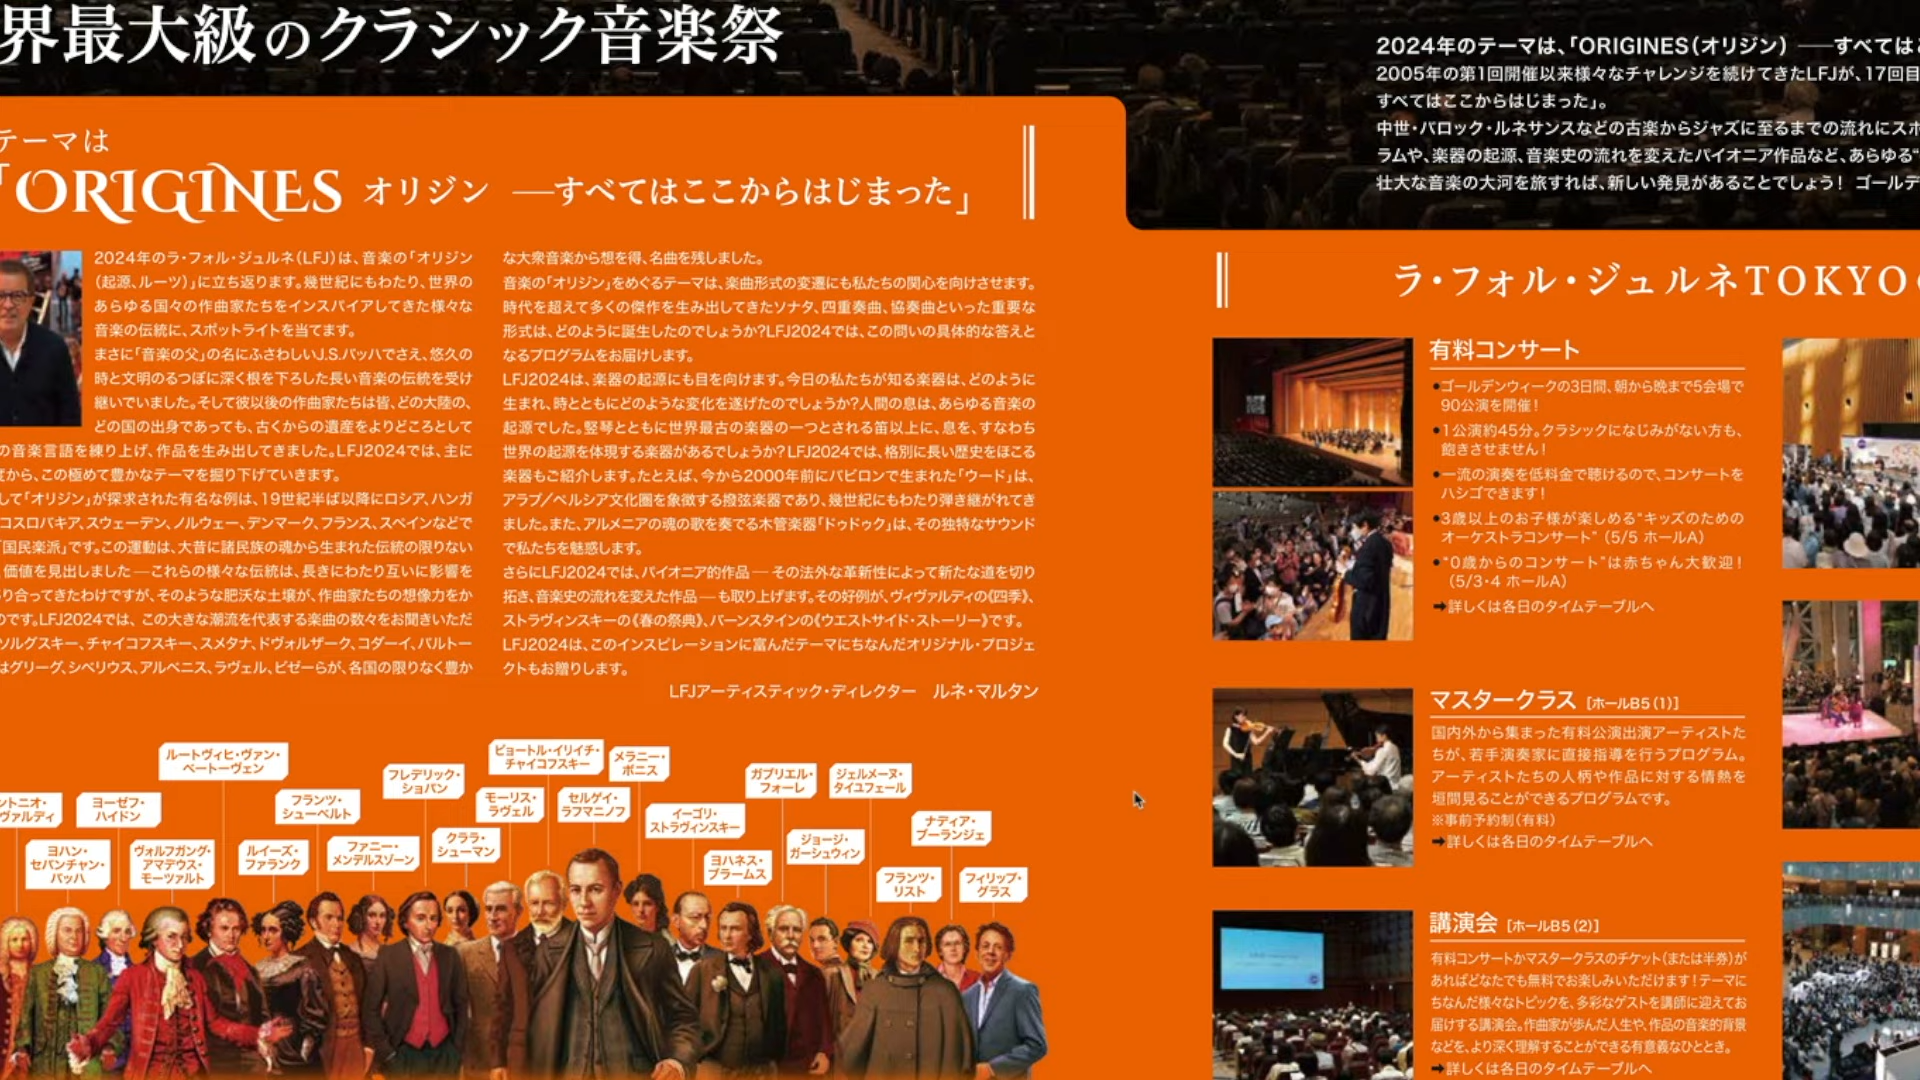 界最大級のクラシック音楽祭
テーマは
「ORIGINES オリジン ―すべてはここからはじまった」
2024年のラ・フォル・ジュルネ(LFJ)は、音楽の「オリジン
(起源、ルーツ)」に立ち返ります。幾世紀にもわたり、世界の
あらゆる国々の作曲家たちをインスパイアしてきた様々な
音楽の伝統に、スポットライトを当てます。
まさに「音楽の父」の名にふさわしいJ.S.バッハでさえ、悠久の
時と文明のるつぼに深く根を下ろした長い音楽の伝統を受け
継いでいました。そして彼以後の作曲家たちは皆、どの大陸の、
どの国の出身であっても、古くからの遺産をよりどころとして
の音楽言語を練り上げ、作品を生み出してきました。LFJ2024では、主に
度から、この極めて豊かなテーマを掘り下げていきます。
して「オリジン」が探求された有名な例は、19世紀半ば以降にロシア、ハンガ
コスロバキア、スウェーデン、ノルウェー、デンマーク、フランス、スペインなどで
「国民楽派」です。この運動は、大昔に諸民族の魂から生まれた伝統の限りない
価値を見出しました―これらの様々な伝統は、長きにわたり互いに影響を
り合ってきたわけですが、そのような肥沃な土壌が、作曲家たちの想像力をか
のです。LFJ2024では、この大きな潮流を代表する楽曲の数々をお聞きいただ
ソルグスキー、チャイコフスキー、スメタナ、ドヴォルザーク、コダーイ、バルトー
はグリーグ、シベリウス、アルベニス、ラヴェル、ビゼーらが、各国の限りなく豊か
な大衆音楽から想を得、名曲を残しました。
音楽の「オリジン」をめぐるテーマは、楽曲形式の変遷にも私たちの関心を向けさせます。
時代を超えて多くの傑作を生み出してきたソナタ、四重奏曲、協奏曲といった重要な
形式は、どのように誕生したのでしょうか?LFJ2024では、この問いの具体的な答えと
なるプログラムをお届けします。
LFJ2024は、楽器の起源にも目を向けます。今日の私たちが知る楽器は、どのように
生まれ、時とともにどのような変化を遂げたのでしょうか?人間の息は、あらゆる音楽の
起源でした。竪琴とともに世界最古の楽器の一つとされる笛以上に、息を、すなわち
世界の起源を体現する楽器があるでしょうか?LFJ2024では、格別に長い歴史をほこる
楽器もご紹介します。たとえば、今から2000年前にバビロンで生まれた「ウード」は、
アラブ/ペルシア文化圏を象徴する撥弦楽器であり、幾世紀にもわたり弾き継がれてき
ました。また、アルメニアの魂の歌を奏でる木管楽器「ドゥドゥク」は、その独特なサウンド
で私たちを魅惑します。
さらにLFJ2024では、パイオニア的作品―その法外な革新性によって新たな道を切り
拓き、音楽史の流れを変えた作品―も取り上げます。その好例が、ヴィヴァルディの《四季》、
ストラヴィンスキーの《春の祭典》、バーンスタインの《ウエストサイド・ストーリー》です。
LFJ2024は、このインスピレーションに富んだテーマにちなんだオリジナル・プロジェ
クトもお贈りします。
LFJアーティスティック・ディレクター ルネ・マルタン
ントニオ・
ヴァルディ
ヨハン・
セバンチャン・
バッハ
ヨーゼフ・
ハイドン
ヴォルフガング・
アマデウス・
モーツァルト
ルートヴィヒ・ヴァン・
ベートーヴェン
ルイーズ・
ファランク
フランツ・
シューベルト
ファニー・
メンデルスゾーン
フレデリック・
ショパン
クララ・
シューマン
モーリス・
ラヴェル
ピョートル・イリイチ・
チャイコフスキー
セルゲイ・
ラフマニノフ
メラニー・
ボニス
イーゴリ・
ストラヴィンスキー
ヨハネス・
ブラームス
ガブリエル・
フォーレ
ジョージ・
ガーシュウィン
ジェルメーヌ・
タイユフェール
フランツ・
リスト
ナディア・
ブーランジェ
フィリップ・
グラス
2024年のテーマは、「ORIGINES(オリジン) ――すべては
2005年の第1回開催以来様々なチャレンジを続けてきたLFJが、17回目
すべてはここからはじまった」。
中世・バロック・ルネサンスなどの古楽からジャズに至るまでの流れにスポ
ラムや、楽器の起源、音楽史の流れを変えたパイオニア作品など、あらゆる“
壮大な音楽の大河を旅すれば、新しい発見があることでしょう! ゴールデ
ラ・フォル・ジュルネTOKYO
有料コンサート
●ゴールデンウィークの3日間、朝から晩まで5会場で
90公演を開催!
●1公演約45分。クラシックになじみがない方も、
飽きさせません!
●一流の演奏を低料金で聴けるので、コンサートを
ハシゴできます!
●3歳以上のお子様が楽しめる“キッズのための
オーケストラコンサート”(5/5 ホールA)
●“0歳からのコンサート”は赤ちゃん大歓迎!
(5/3・4 ホールA)
➡詳しくは各日のタイムテーブルへ
マスタークラス [ホールB5(1)]
国内外から集まった有料公演出演アーティストた
ちが、若手演奏家に直接指導を行うプログラム。
アーティストたちの人柄や作品に対する情熱を
垣間見ることができるプログラムです。
※事前予約制(有料)
➡詳しくは各日のタイムテーブルへ
講演会 [ホールB5(2)]
有料コンサートかマスタークラスのチケット(または半券)が
あればどなたでも無料でお楽しみいただけます!テーマに
ちなんだ様々なトピックを、多彩なゲストを講師に迎えてお
届けする講演会。作曲家が歩んだ人生や、作品の音楽的背景
などを、より深く理解することができる有意義なひととき。
➡詳しくは各日のタイムテーブルへ